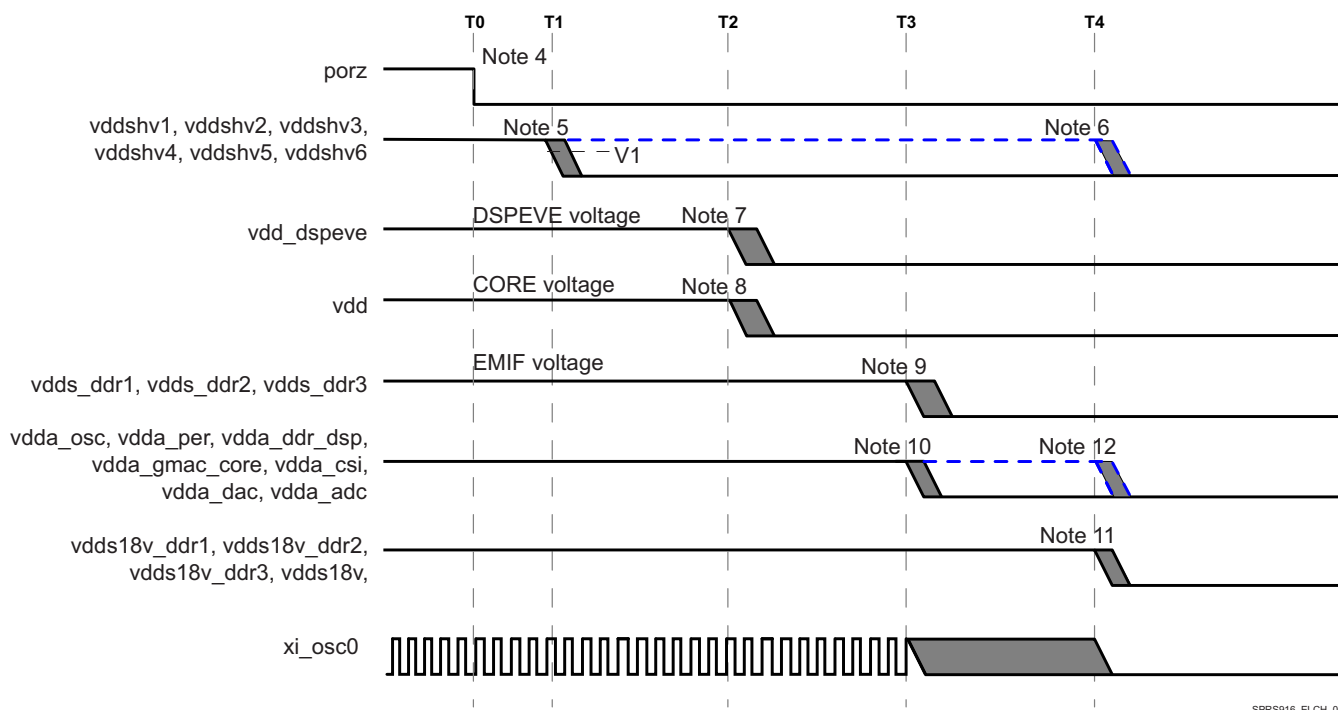 T0 T1 T2 T3 T4
Note 4
porz
vddshv1, vddshv2, vddshv3,
vddshv4, vddshv5, vddshv6
Note 5
Note 6
V1
DSPEVE voltage
Note 7
vdd_dspeve
CORE voltage
Note 8
vdd
EMIF voltage
Note 9
vdds_ddr1, vdds_ddr2, vdds_ddr3
vdda_osc, vdda_per, vdda_ddr_dsp,
vdda_gmac_core, vdda_csi,
vdda_dac, vdda_adc
Note 10
Note 12
Note 11
vdds18v_ddr1, vdds18v_ddr2,
vdds18v_ddr3, vdds18v,
xi_osc0